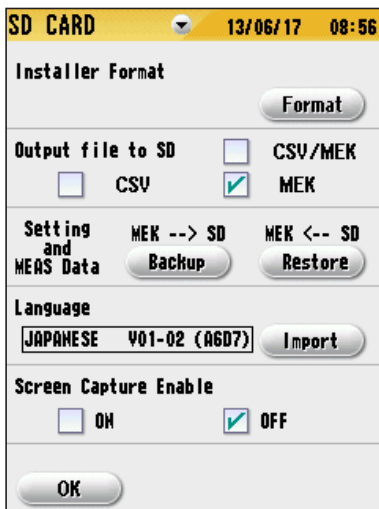 SD CARD 13/06/17 08:56
Installer Format
Format
Output file to SD CSV/MEK
CSV MEK
Setting MEK --> SD MEK <-- SD
and
MEAS Data Backup Restore
Language
JAPANESE V01-02 (A6D7) Import
Screen Capture Enable
ON OFF
OK